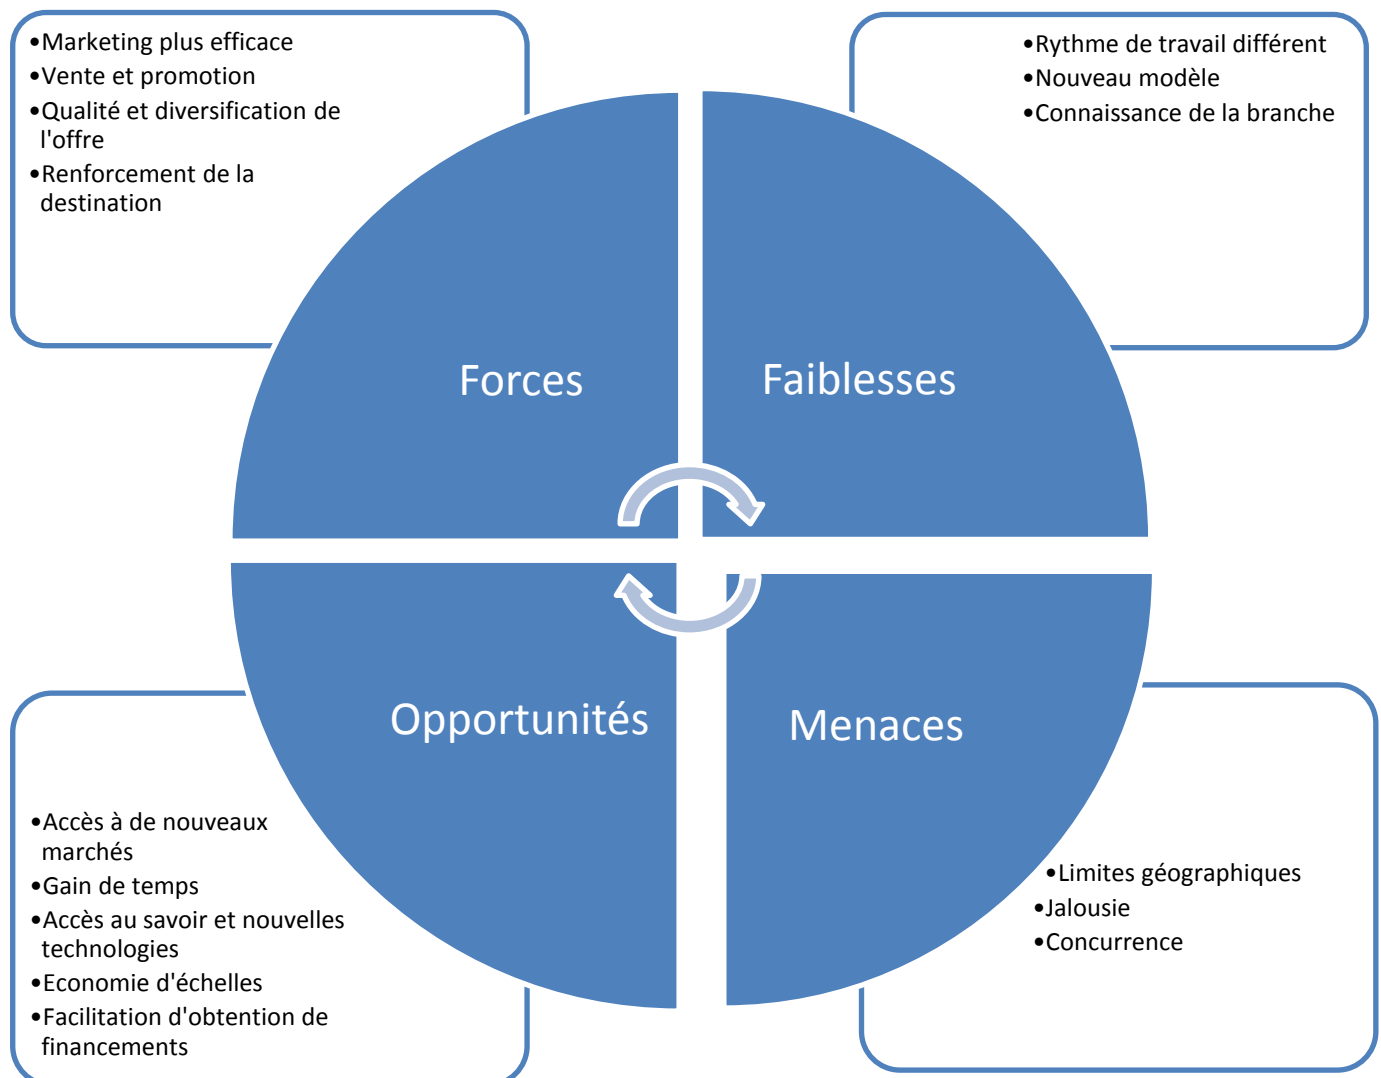 •Marketing plus efficace
•Vente et promotion
•Qualité et diversification de
l'offre
•Renforcement de la
destination
•Rythme de travail différent
•Nouveau modèle
•Connaissance de la branche
Forces
Faiblesses
Opportunités
Menaces
•Accès à de nouveaux
marchés
•Gain de temps
•Accès au savoir et nouvelles
technologies
•Economie d'échelles
•Facilitation d'obtention de
financements
•Limites géographiques
•Jalousie
•Concurrence